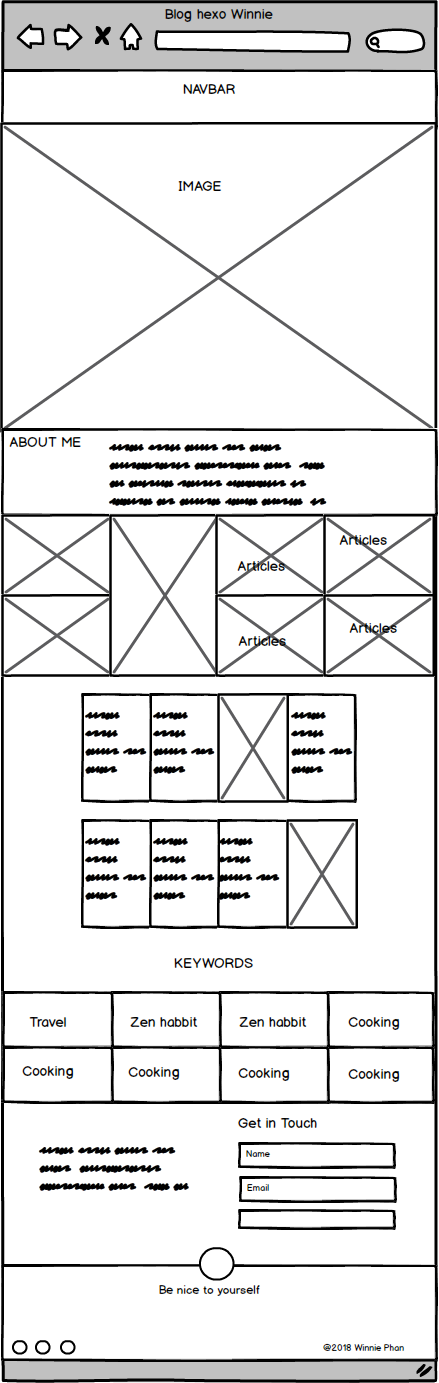 Blog hexo Winnie
NAVBAR
IMAGE
ABOUT ME
Articles
Articles
Articles
Articles
KEYWORDS
Travel
Zen habbit
Zen habbit
Cooking
Cooking
Cooking
Cooking
Cooking
Get in Touch
Name
Email
Be nice to yourself
@2018 Winnie Phan